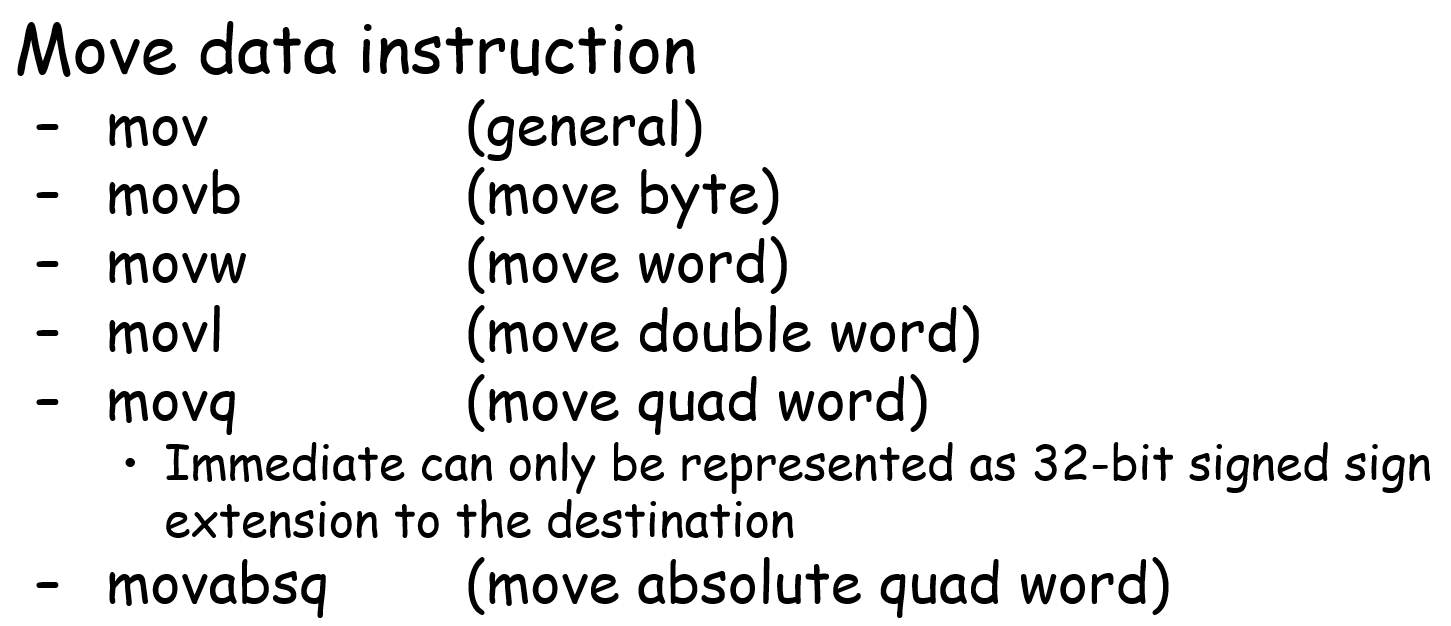 Move data instruction
– mov (general)
– movb (move byte)
– movw (move word)
– movl (move double word)
– movq (move quad word)
• Immediate can only be represented as 32-bit signed sign
extension to the destination
– movabsq (move absolute quad word)